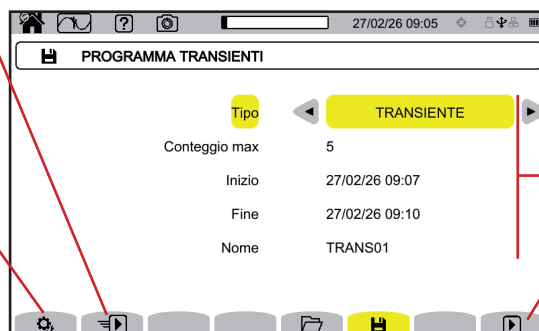 27/02/26 09:05
PROGRAMMA TRANSIENTI
Tipo TRANSIENTE
Conteggio max 5
Inizio 27/02/26 09:07
Fine 27/02/26 09:10
Nome TRANS01